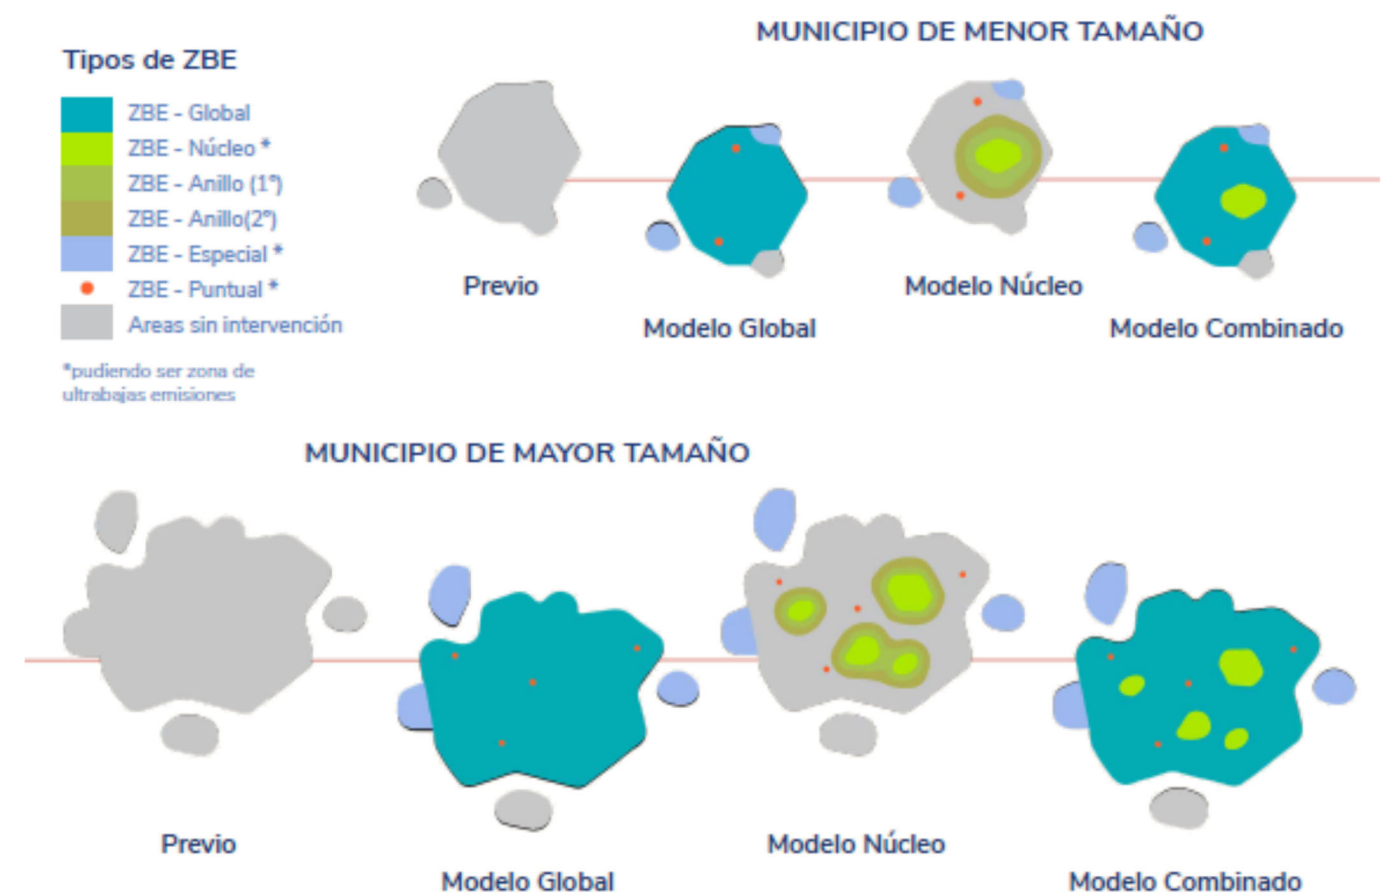 MUNICIPIO DE MENOR TAMAÑO
Tipos de ZBE
ZBE - Global
ZBE - Núcleo *
ZBE - Anillo (1º)
ZBE - Anillo(2º)
ZBE - Especial *
ZBE - Puntual *
Areas sin intervención
*pudiendo ser zona de
ultrabajas emisiones
Previo
Modelo Global
Modelo Núcleo
Modelo Combinado
MUNICIPIO DE MAYOR TAMAÑO
Previo
Modelo Global
Modelo Núcleo
Modelo Combinado